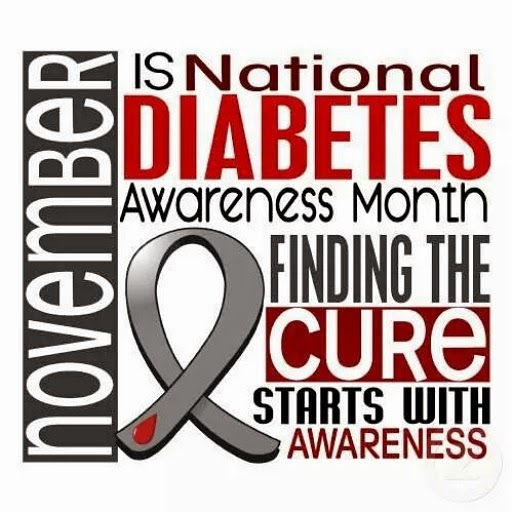 NOVEMBER
IS National
DIABETES
Awareness Month
FINDING THE
CURE
STARTS WITH
AWARENESS